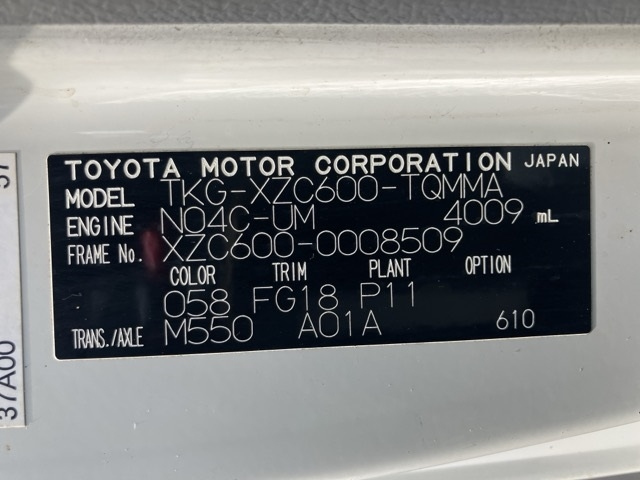 TOYOTA MOTOR CORPORATION JAPAN
MODEL TKG-XZC600-TQMMA
ENGINE N04C-UM 4009 mL
FRAME No. XZC600-0008509
COLOR TRIM PLANT OPTION
058 FG18 P11
TRANS./AXLE M550 A01A 610
37A00